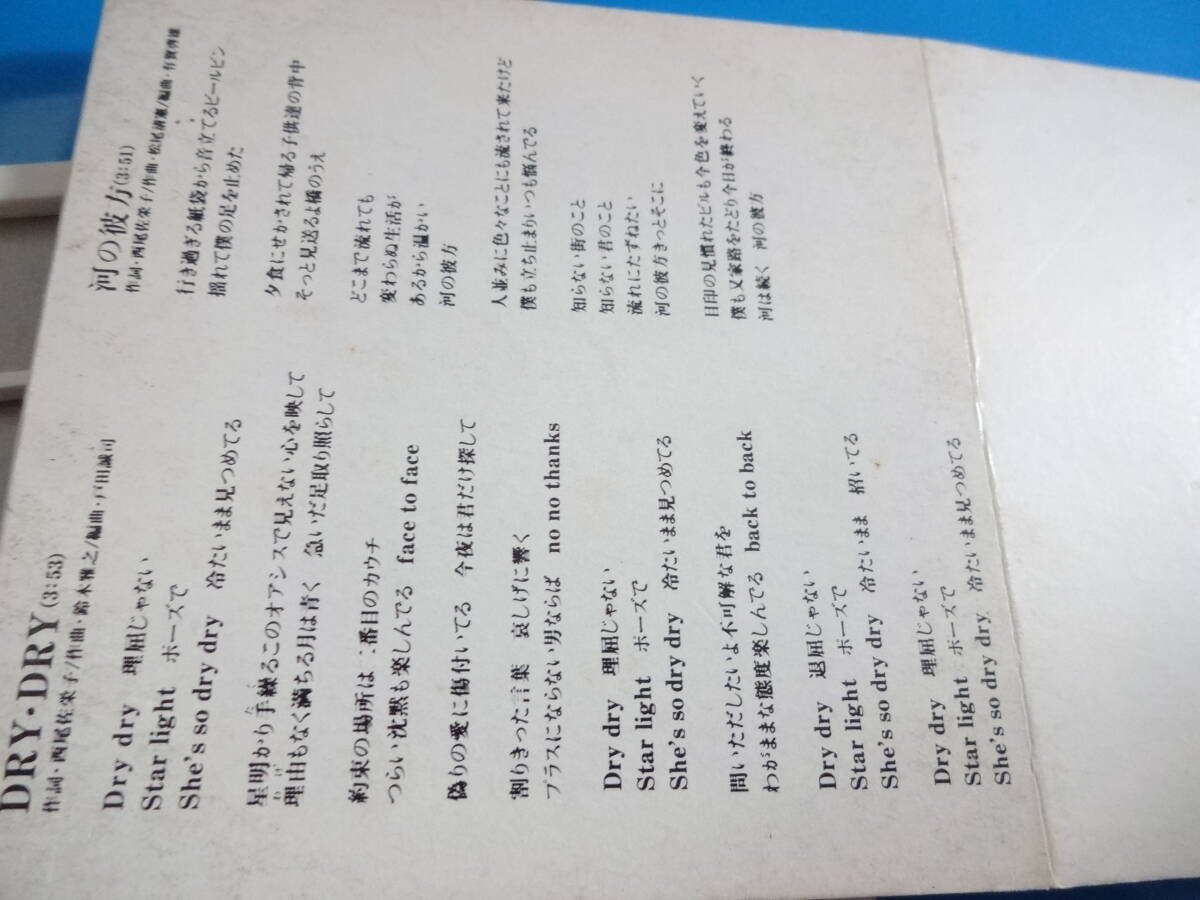 DRY・DRY(3:53)
作詞・西尾佐栄子/作曲・鈴木雅之/編曲・戸田誠司
Dry dry 理屈じゃない
Star light ポーズで
She's so dry dry 冷たいまま見つめてる
星明かり手繰るこのオアシスで見えない心を映して
理由もなく満ちる月は青く 急いだ足取り照らして
約束の場所は二番目のカウチ
つらい沈黙も楽しんでる face to face
偽りの愛に傷付いてる 今夜は君だけ探して
割りきった言葉 哀しげに響く
プラスにならない男ならば no no thanks
Dry dry 理屈じゃない
Star light ポーズで
She's so dry dry 冷たいまま見つめてる
問いただしたいよ不可解な君を
わがままな態度楽しんでる back to back
Dry dry 退屈じゃない
Star light ポーズで
She's so dry dry 冷たいまま 招いてる
Dry dry 理屈じゃない
Star light ポーズで
She's so dry dry 冷たいまま見つめてる
河の彼方(3:51)
作詞・西尾佐栄子/作曲・松尾清憲/編曲・有賀啓雄
行き過ぎる紙袋から音立てるビールビン
揺れて僕の足を止めた
夕食にせかされて帰る子供達の背中
そっと見送るよ橋のうえ
どこまで流れても
変わらぬ生活が
あるから温かい
河の彼方
人並みに色々なことにも流されて来たけど
僕も立ち止まりいつも悩んでる
知らない街のこと
知らない君のこと
流れにたずねたい
河の彼方きっとそこに
目印の見慣れたビルも今色を変えていく
僕も又家路をたどり今日が終わる
河は続く 河の彼方